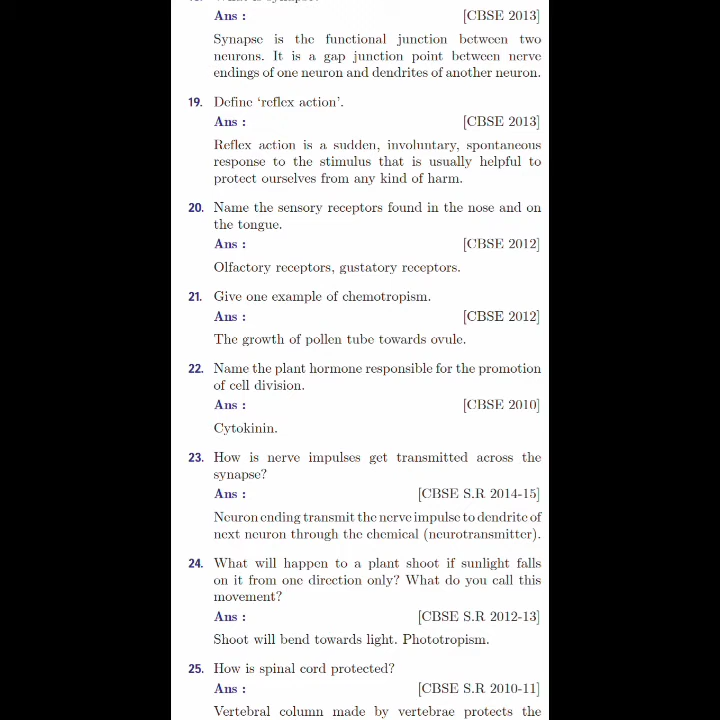 Ans : [CBSE 2013]
Synapse is the functional junction between two
neurons. It is a gap junction point between nerve
endings of one neuron and dendrites of another neuron.
19. Define ‘reflex action’.
Ans : [CBSE 2013]
Reflex action is a sudden, involuntary, spontaneous
response to the stimulus that is usually helpful to
protect ourselves from any kind of harm.
20. Name the sensory receptors found in the nose and on
the tongue.
Ans : [CBSE 2012]
Olfactory receptors, gustatory receptors.
21. Give one example of chemotropism.
Ans : [CBSE 2012]
The growth of pollen tube towards ovule.
22. Name the plant hormone responsible for the promotion
of cell division.
Ans : [CBSE 2010]
Cytokinin.
23. How is nerve impulses get transmitted across the
synapse?
Ans : [CBSE S.R 2014-15]
Neuron ending transmit the nerve impulse to dendrite of
next neuron through the chemical (neurotransmitter).
24. What will happen to a plant shoot if sunlight falls
on it from one direction only? What do you call this
movement?
Ans : [CBSE S.R 2012-13]
Shoot will bend towards light. Phototropism.
25. How is spinal cord protected?
Ans : [CBSE S.R 2010-11]
Vertebral column made by vertebrae protects the